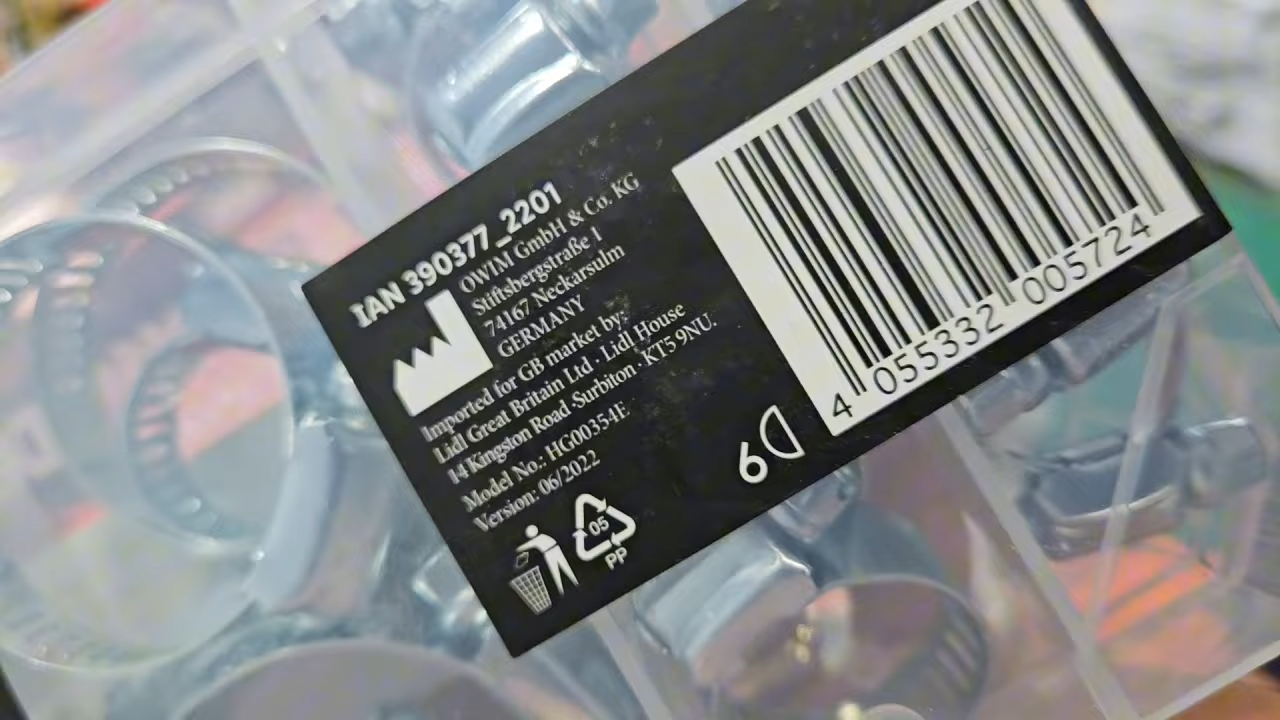 IAN 390377_2201
OWIM GmbH & Co. KG
Stiftsbergstraße 1
74167 Neckarsulm
GERMANY
Imported for GB market by:
Lidl Great Britain Ltd · Lidl House
14 Kingston Road · Surbiton · KT5 9NU.
Model No.: HG00354E
Version: 06/2022
05
PP
6
4 055332 005724